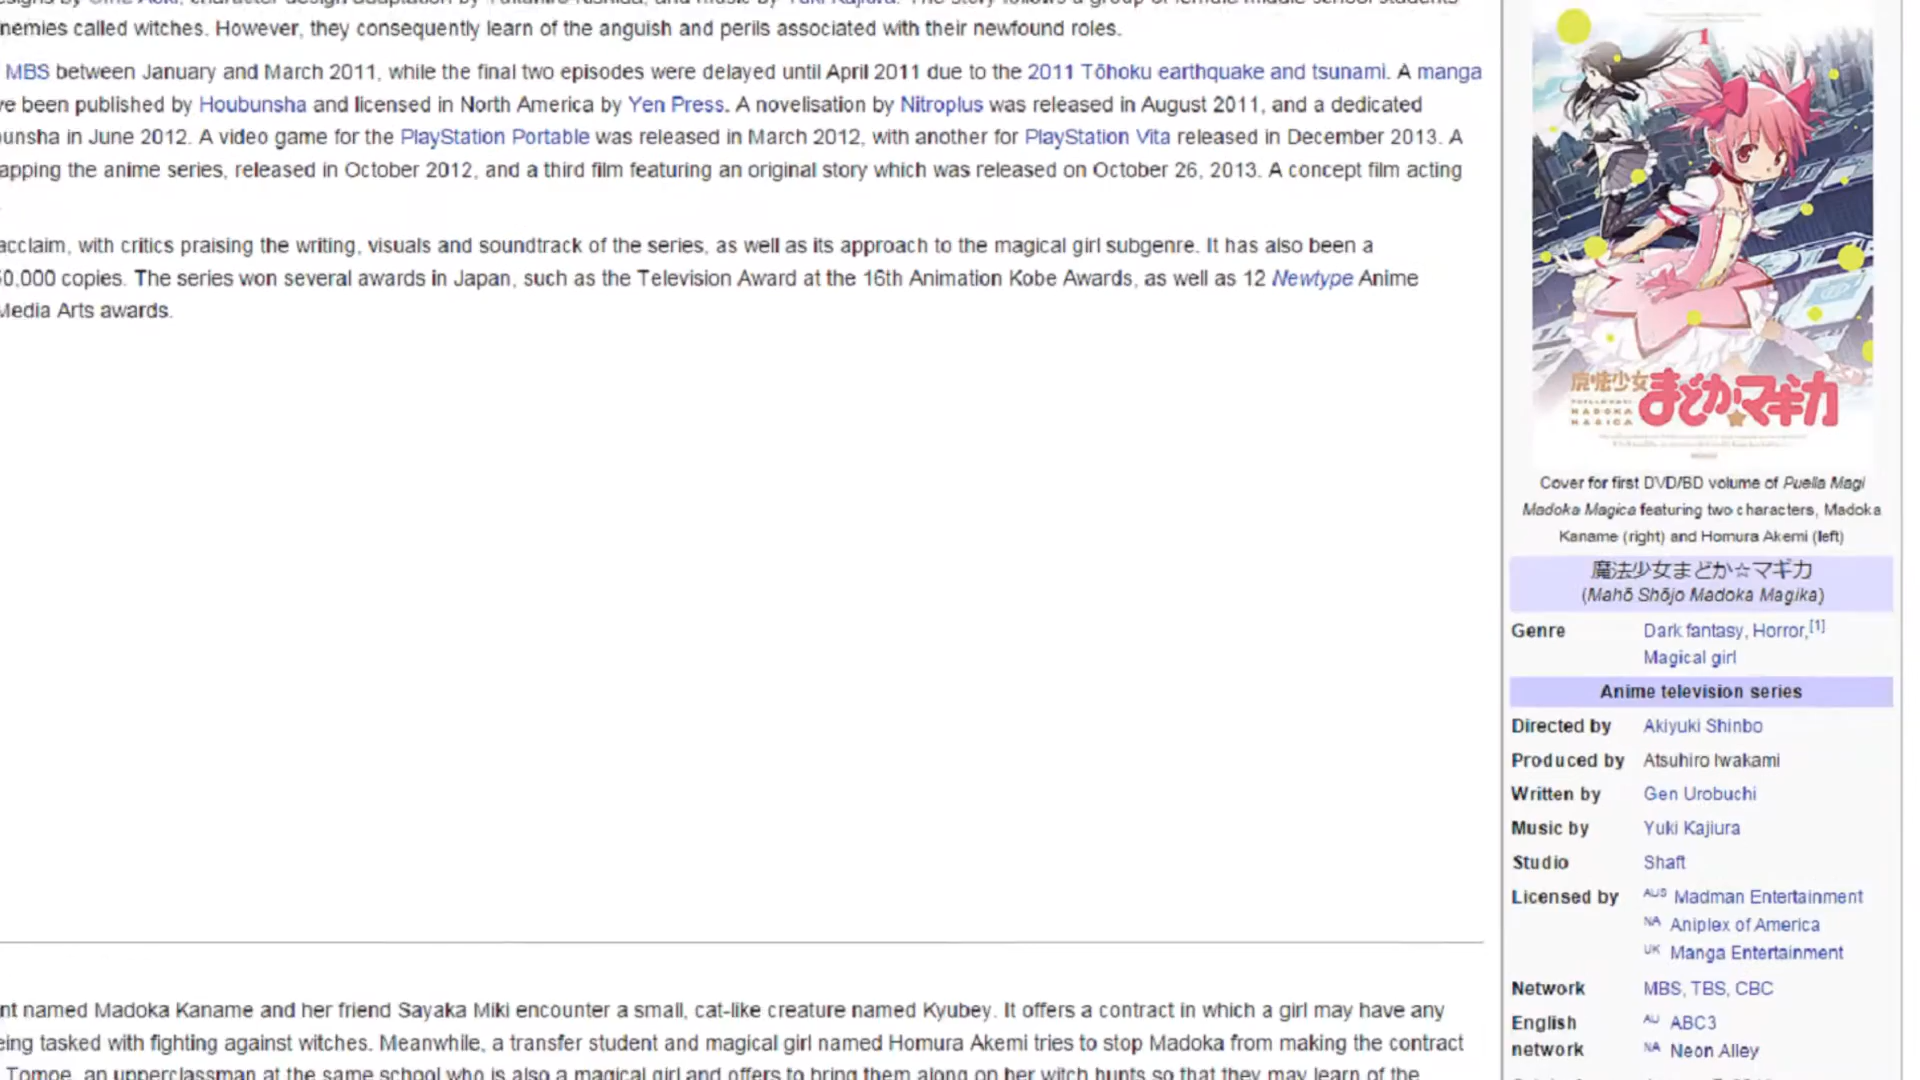 enemies called witches. However, they consequently learn of the anguish and perils associated with their newfound roles.
MBS between January and March 2011, while the final two episodes were delayed until April 2011 due to the 2011 Tōhoku earthquake and tsunami. A manga
ve been published by Houbunsha and licensed in North America by Yen Press. A novelisation by Nitroplus was released in August 2011, and a dedicated
ounsha in June 2012. A video game for the PlayStation Portable was released in March 2012, with another for PlayStation Vita released in December 2013. A
apping the anime series, released in October 2012, and a third film featuring an original story which was released on October 26, 2013. A concept film acting
acclaim, with critics praising the writing, visuals and soundtrack of the series, as well as its approach to the magical girl subgenre. It has also been a
0,000 copies. The series won several awards in Japan, such as the Television Award at the 16th Animation Kobe Awards, as well as 12 Newtype Anime
Media Arts awards.
nt named Madoka Kaname and her friend Sayaka Miki encounter a small, cat-like creature named Kyubey. It offers a contract in which a girl may have any
eing tasked with fighting against witches. Meanwhile, a transfer student and magical girl named Homura Akemi tries to stop Madoka from making the contract
Tomoe, an upperclassman at the same school who is also a magical girl and offers to bring them along on her witch hunts so that they may learn of the
1
魔法少女
まどか☆マギカ
MADOKA
MAGICA
Cover for first DVD/BD volume of Puella Magi
Madoka Magica featuring two characters, Madoka
Kaname (right) and Homura Akemi (left)
魔法少女まどか☆マギカ
(Mahō Shōjo Madoka Magika)
Genre Dark fantasy, Horror,[1]
Magical girl
Anime television series
Directed by Akiyuki Shinbo
Produced by Atsuhiro Iwakami
Written by Gen Urobuchi
Music by Yuki Kajiura
Studio Shaft
Licensed by AUS Madman Entertainment
NA Aniplex of America
UK Manga Entertainment
Network MBS, TBS, CBC
English AU ABC3
network NA Neon Alley